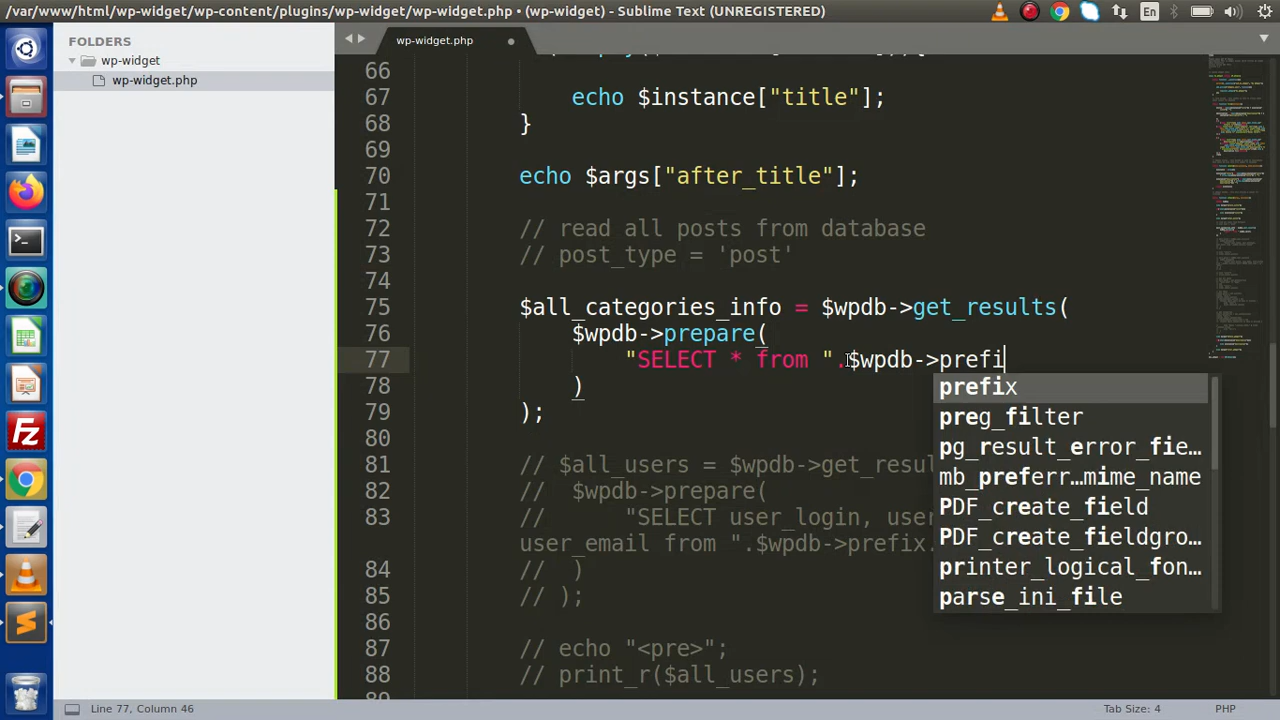 /var/www/html/wp-widget/wp-content/plugins/wp-widget/wp-widget.php • (wp-widget) - Sublime Text (UNREGISTERED)
En
FOLDERS
wp-widget
wp-widget.php
wp-widget.php
66
67 echo $instance["title"];
68 }
69
70 echo $args["after_title"];
71
72 // read all posts from database
73 // post_type = 'post'
74
75 $all_categories_info = $wpdb->get_results(
76 $wpdb->prepare(
77 "SELECT * from ".$wpdb->prefi
78 )
79 );
80
81 // $all_users = $wpdb->get_resul
82 // $wpdb->prepare(
83 // "SELECT user_login, user
user_email from ".$wpdb->prefix.
84 // )
85 // );
86
87 // echo "<pre>";
88 // print_r($all_users);
prefix
preg_filter
pg_result_error_fie…
mb_preferr…mime_name
PDF_create_field
PDF_create_fieldgro…
printer_logical_fon…
parse_ini_file
Line 77, Column 46
Tab Size: 4
PHP